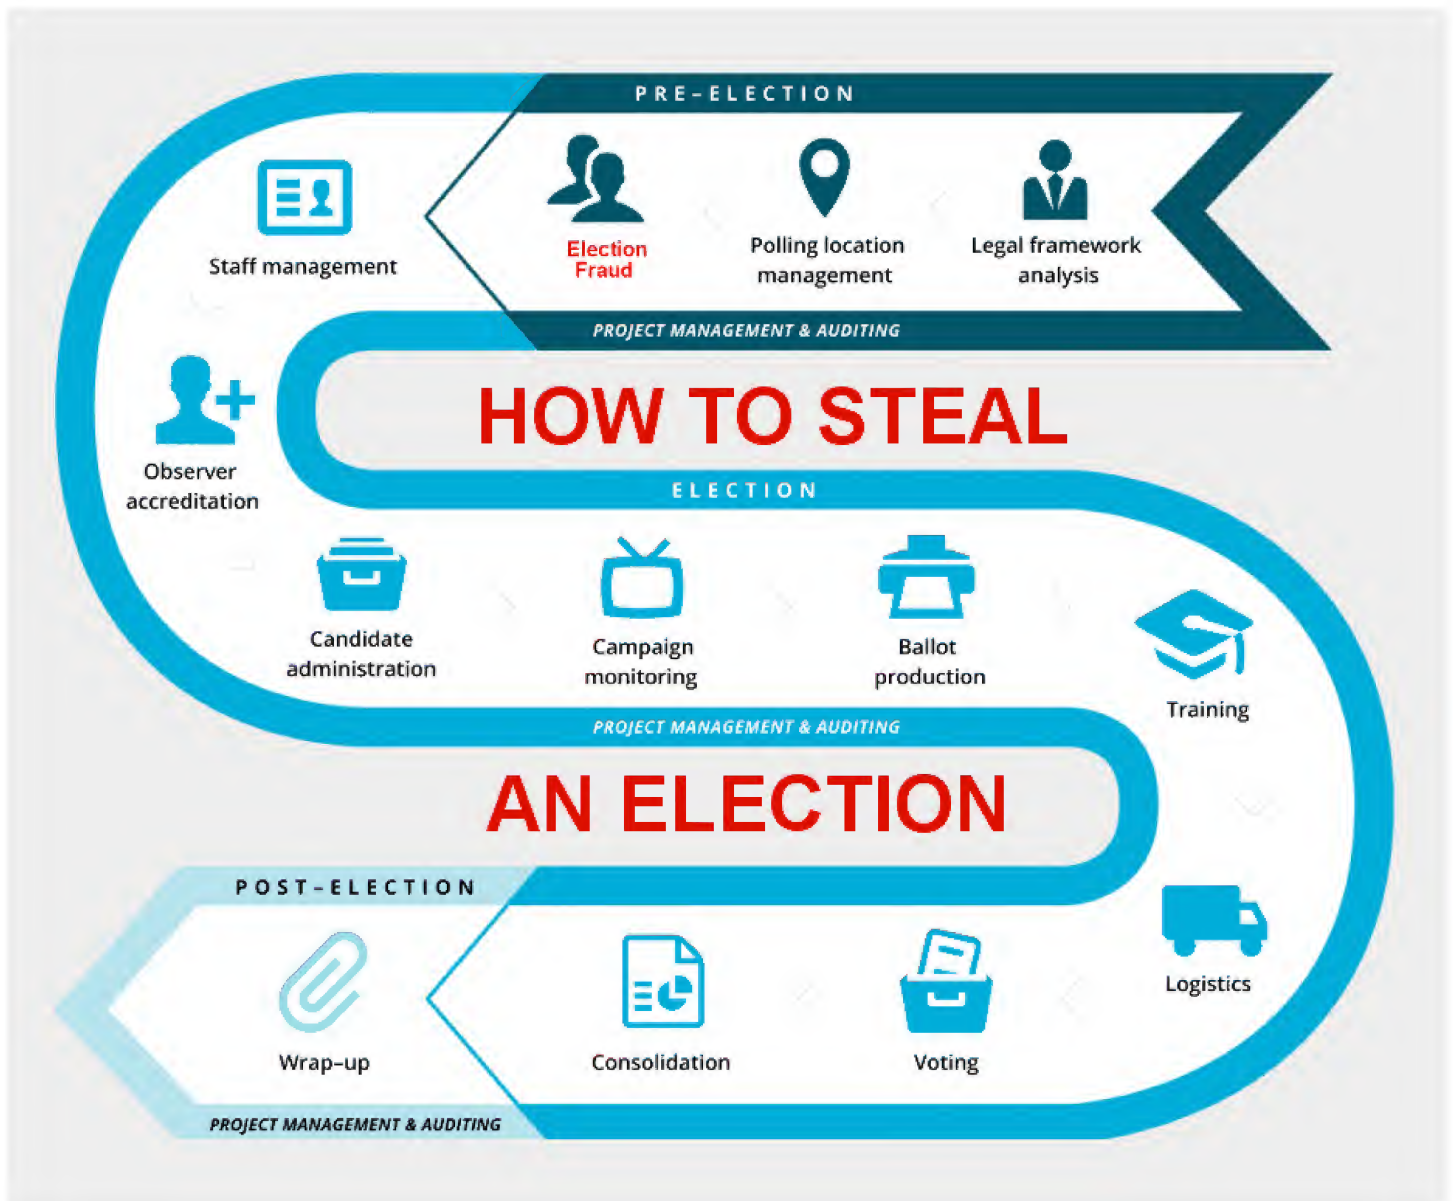 PRE-ELECTION
Election
Fraud
Polling location
management
Legal framework
analysis
Staff management
PROJECT MANAGEMENT & AUDITING
HOW TO STEAL
Observer
accreditation
ELECTION
Candidate
administration
Campaign
monitoring
Ballot
production
Training
PROJECT MANAGEMENT & AUDITING
AN ELECTION
POST-ELECTION
Logistics
Wrap-up
Consolidation
Voting
PROJECT MANAGEMENT & AUDITING